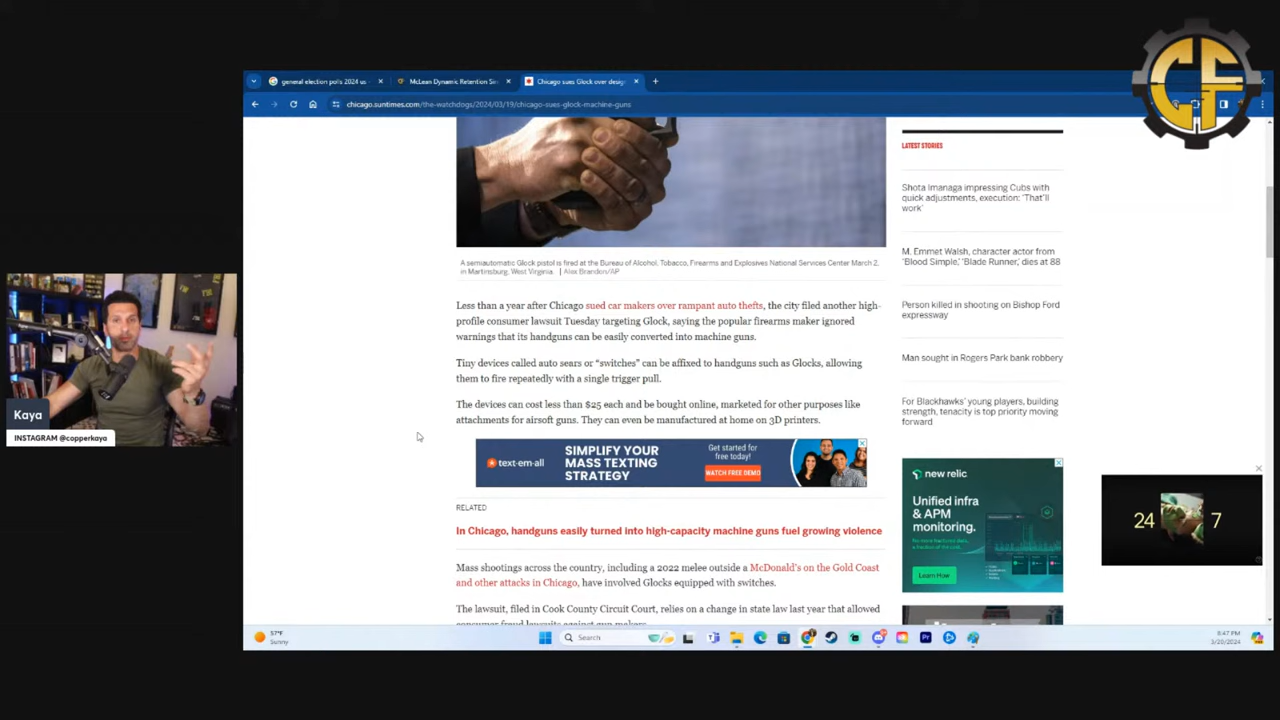 CF
general election polls 2024 us
McLean Dynamic Retention Sin
Chicago sues Glock over desig
chicago.suntimes.com/the-watchdogs/2024/03/19/chicago-sues-glock-machine-guns
LATEST STORIES
Shota Imanaga impressing Cubs with
quick adjustments, execution: ‘That’ll
work’
M. Emmet Walsh, character actor from
‘Blood Simple,’ ‘Blade Runner,’ dies at 88
Person killed in shooting on Bishop Ford
expressway
Man sought in Rogers Park bank robbery
For Blackhawks’ young players, building
strength, tenacity is top priority moving
forward
A semiautomatic Glock pistol is fired at the Bureau of Alcohol, Tobacco, Firearms and Explosives National Services Center March 2,
in Martinsburg, West Virginia. | Alex Brandon/AP
Less than a year after Chicago sued car makers over rampant auto thefts, the city filed another high-
profile consumer lawsuit Tuesday targeting Glock, saying the popular firearms maker ignored
warnings that its handguns can be easily converted into machine guns.
Tiny devices called auto sears or “switches” can be affixed to handguns such as Glocks, allowing
them to fire repeatedly with a single trigger pull.
The devices can cost less than $25 each and be bought online, marketed for other purposes like
attachments for airsoft guns. They can even be manufactured at home on 3D printers.
text-em-all
SIMPLIFY YOUR
MASS TEXTING
STRATEGY
Get started for
free today!
WATCH FREE DEMO
RELATED
In Chicago, handguns easily turned into high-capacity machine guns fuel growing violence
Mass shootings across the country, including a 2022 melee outside a McDonald’s on the Gold Coast
and other attacks in Chicago, have involved Glocks equipped with switches.
The lawsuit, filed in Cook County Circuit Court, relies on a change in state law last year that allowed
consumer fraud lawsuits against gun makers.
new relic
Unified infra
& APM
monitoring.
Learn How
24 7
Kaya
INSTAGRAM @copperkaya
57°F
Sunny
Search
8:47 PM
3/20/2024